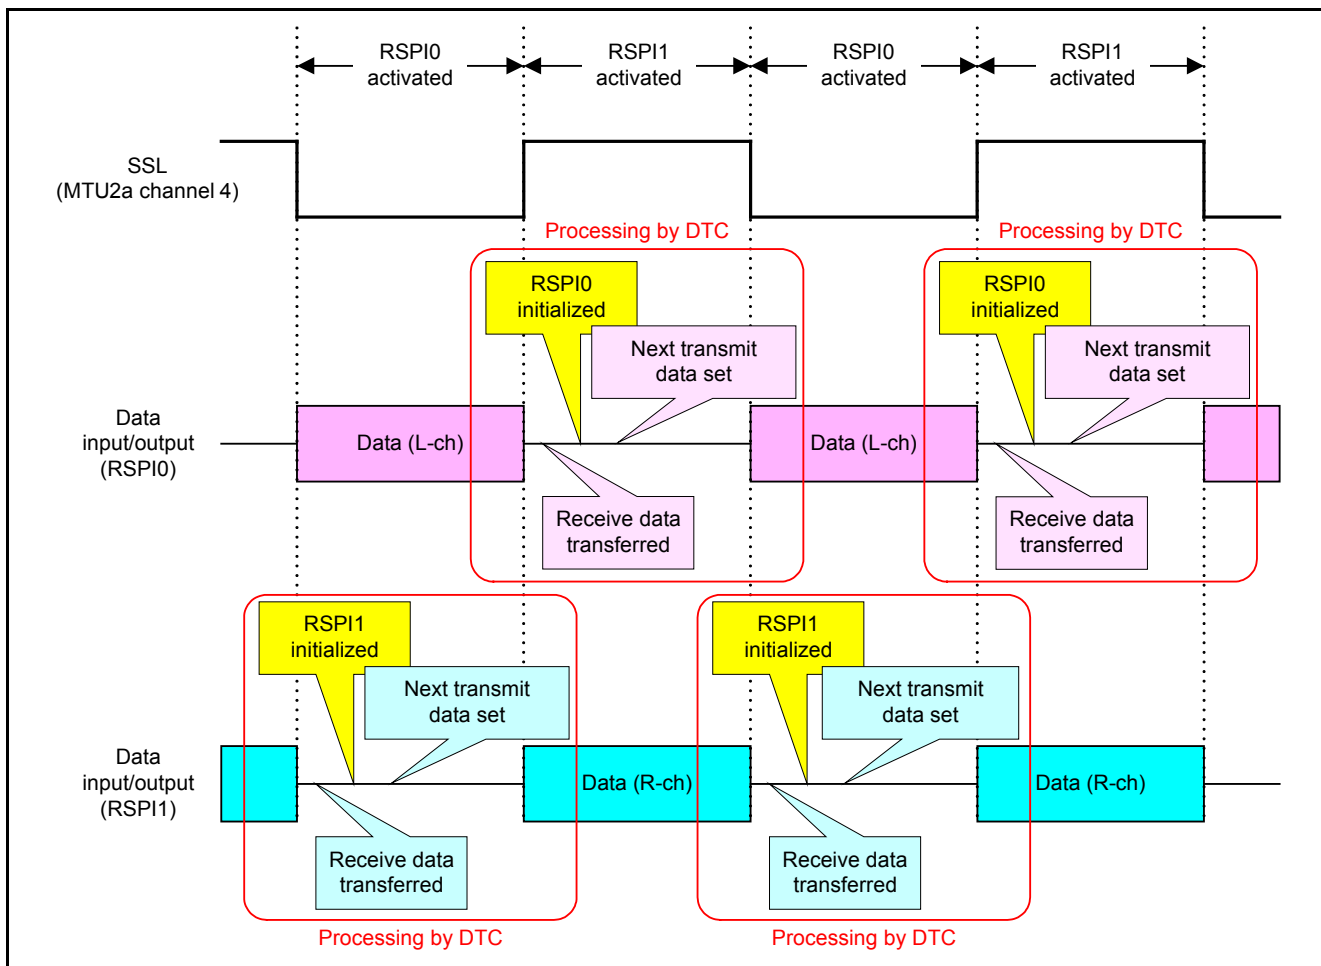 RSPI0
activated
RSPI1
activated
RSPI0
activated
RSPI1
activated
SSL
(MTU2a channel 4)
Processing by DTC
Processing by DTC
RSPI0
initialized
Next transmit
data set
RSPI0
initialized
Next transmit
data set
Data
input/output
(RSPI0)
Data (L-ch)
Data (L-ch)
Receive data
transferred
Receive data
transferred
RSPI1
initialized
Next transmit
data set
RSPI1
initialized
Next transmit
data set
Data
input/output
(RSPI1)
Data (R-ch)
Data (R-ch)
Receive data
transferred
Receive data
transferred
Processing by DTC
Processing by DTC